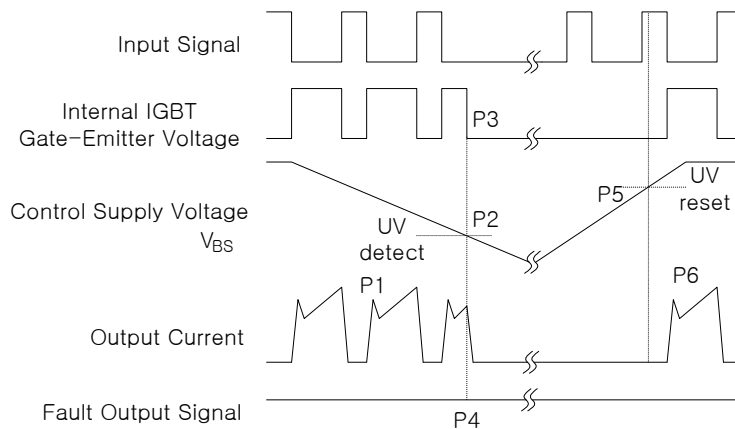 Input Signal
Internal IGBT
Gate-Emitter Voltage
P3
Control Supply Voltage
VBS
UV
detect
P2
P5
UV
reset
P1
P6
Output Current
Fault Output Signal
P4